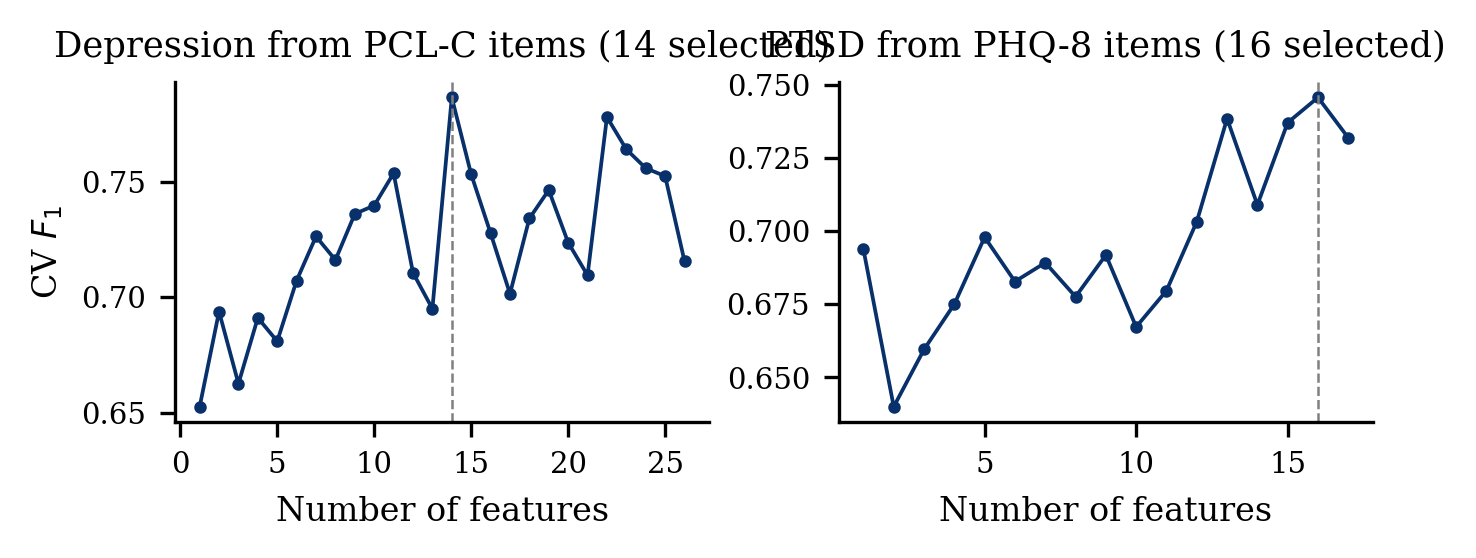 Depression from PCL-C items (14 selected)
PTSD from PHQ-8 items (16 selected)
CV F₁
0.75
0.70
0.65
0 5 10 15 20 25
Number of features
0.750
0.725
0.700
0.675
0.650
5 10 15
Number of features